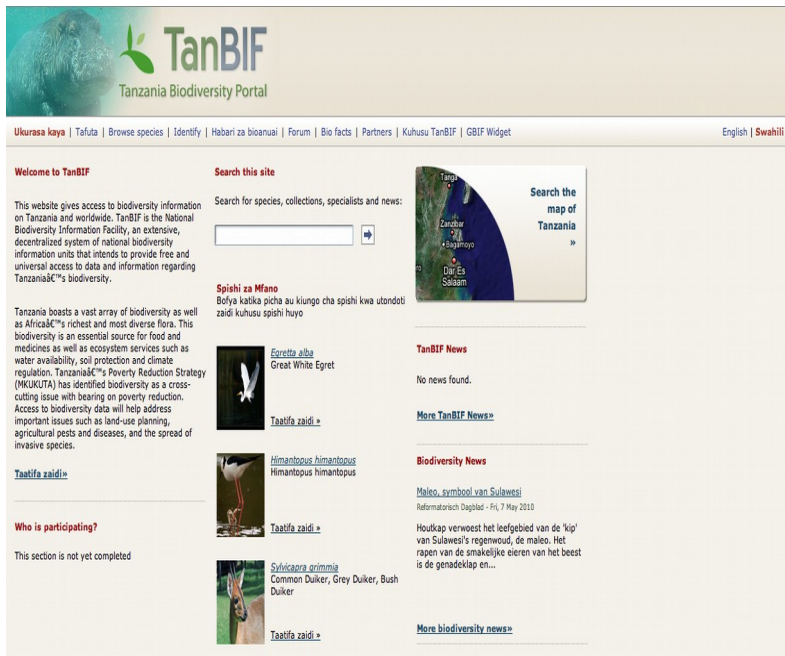 TanBIF
Tanzania Biodiversity Portal
Ukurasa kaya | Tafuta | Browse species | Identify | Habari za bioanuai | Forum | Bio facts | Partners | Kuhusu TanBIF | GBIF Widget
English | Swahili
Welcome to TanBIF
This website gives access to biodiversity information
on Tanzania and worldwide. TanBIF is the National
Biodiversity Information Facility, an extensive,
decentralized system of national biodiversity
information units that intends to provide free and
universal access to data and information regarding
Tanzaniaâ€™s biodiversity.
Tanzania boasts a vast array of biodiversity as well
as Africaâ€™s richest and most diverse flora. This
biodiversity is an essential source for food and
medicines as well as ecosystem services such as
water availability, soil protection and climate
regulation. Tanzaniaâ€™s Poverty Reduction Strategy
(MKUKUTA) has identified biodiversity as a cross-
cutting issue with bearing on poverty reduction.
Access to biodiversity data will help address
important issues such as land-use planning,
agricultural pests and diseases, and the spread of
invasive species.
Taatifa zaidi»
Who is participating?
This section is not yet completed
Search this site
Search for species, collections, specialists and news:
Spishi za Mfano
Bofya katika picha au kiungo cha spishi kwa utondoti
zaidi kuhusu spishi huyo
Egretta alba
Great White Egret
Taatifa zaidi »
Himantopus himantopus
Himantopus himantopus
Taatifa zaidi »
Sylvicapra grimmia
Common Duiker, Grey Duiker, Bush
Duiker
Taatifa zaidi »
Tanga
Zanzibar
Bagamoyo
ro
Dar Es
Salaam
Search the
map of
Tanzania
»
TanBIF News
No news found.
More TanBIF News»
Biodiversity News
Maleo, symbool van Sulawesi
Reformatorisch Dagblad - Fri, 7 May 2010
Houtkap verwoest het leefgebied van de 'kip'
van Sulawesi's regenwoud, de maleo. Het
rapen van de smakelijke eieren van het beest
is de genadeklap en...
More biodiversity news»